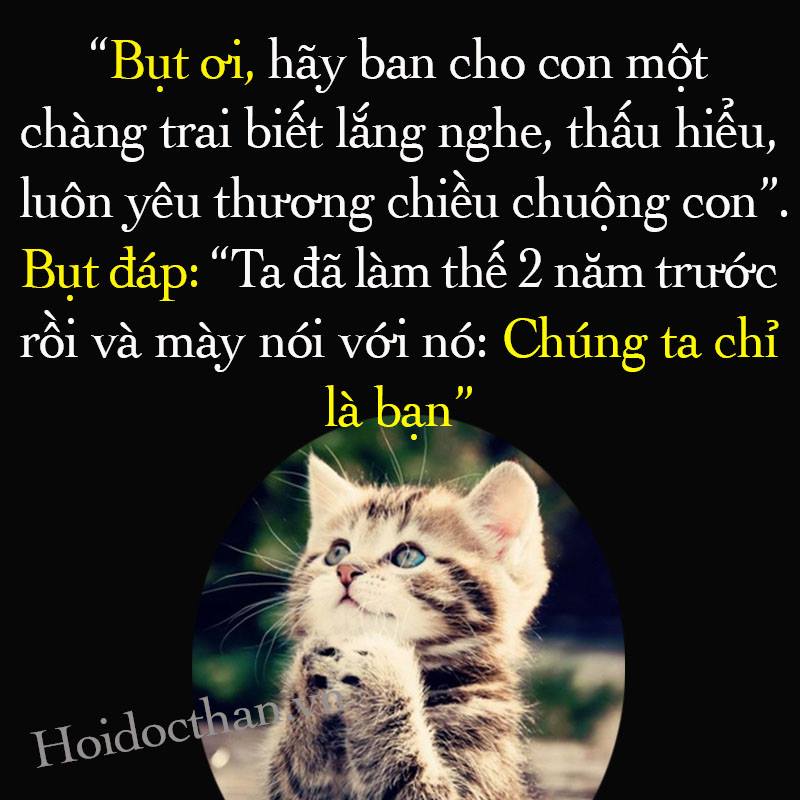 “Bụt ơi, hãy ban cho con một
chàng trai biết lắng nghe, thấu hiểu,
luôn yêu thương chiều chuộng con”.
Bụt đáp: “Ta đã làm thế 2 năm trước
rồi và mày nói với nó: Chúng ta chỉ
là bạn”
Hoidocthan.vn